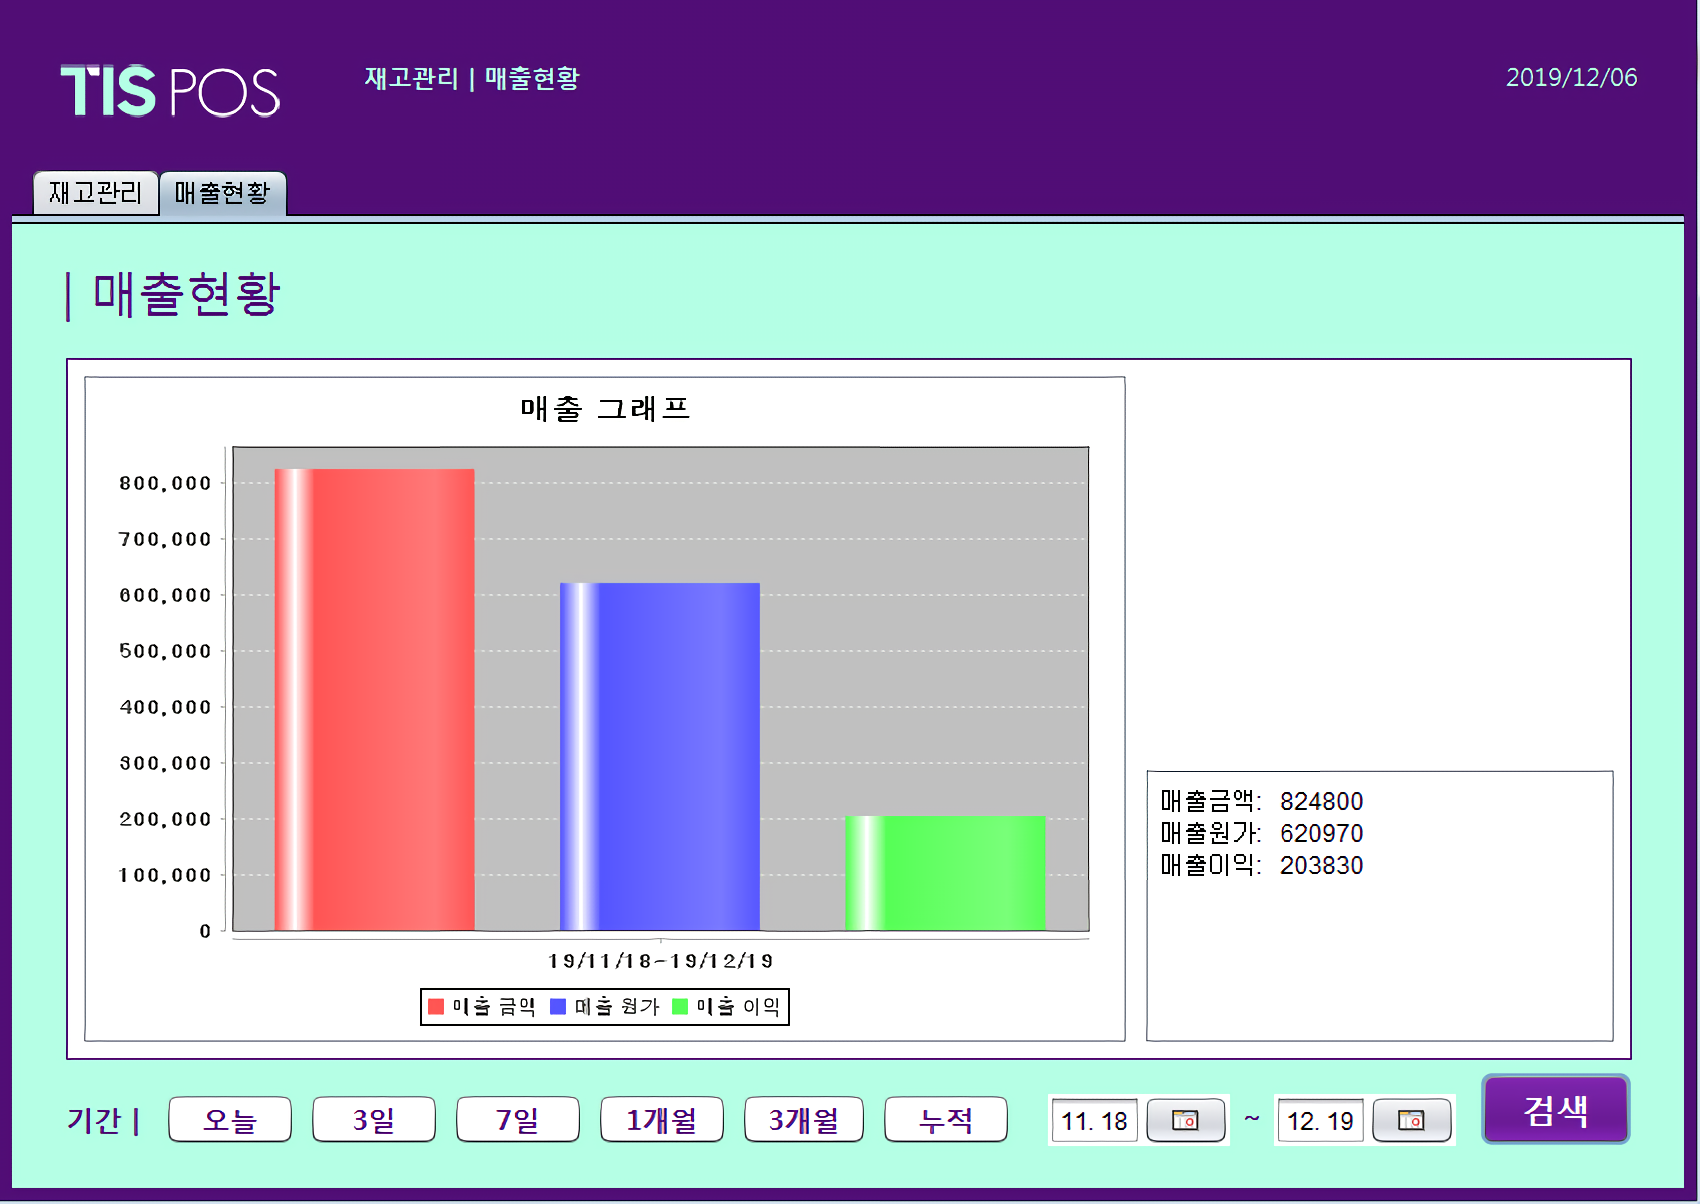 TIS POS
재고관리 | 매출현황
2019/12/06
재고관리 매출현황
| 매출현황
매출 그래프
800,000
700,000
600,000
500,000
400,000
300,000
200,000
100,000
0
19/11/18~19/12/19
매출 금액 매출 원가 매출 이익
매출금액: 824800
매출원가: 620970
매출이익: 203830
기간 | 오늘 3일 7일 1개월 3개월 누적 11. 18 ~ 12. 19 검색